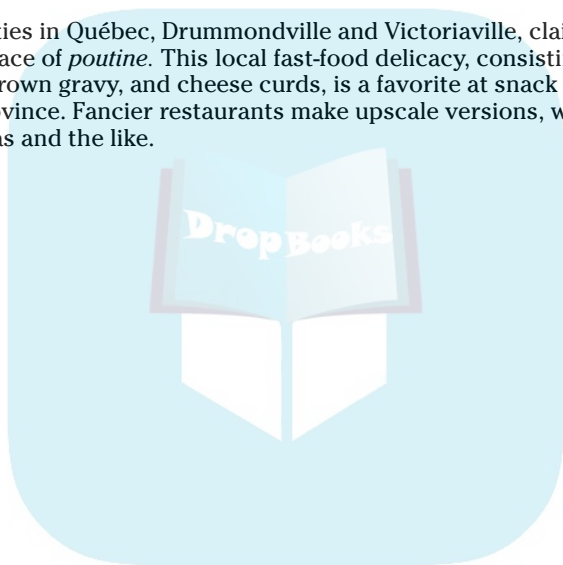 ties in Québec, Drummondville and Victoriaville, clai
ace of poutine. This local fast-food delicacy, consisti
rown gravy, and cheese curds, is a favorite at snack
ovince. Fancier restaurants make upscale versions, w
as and the like.
DropBooks